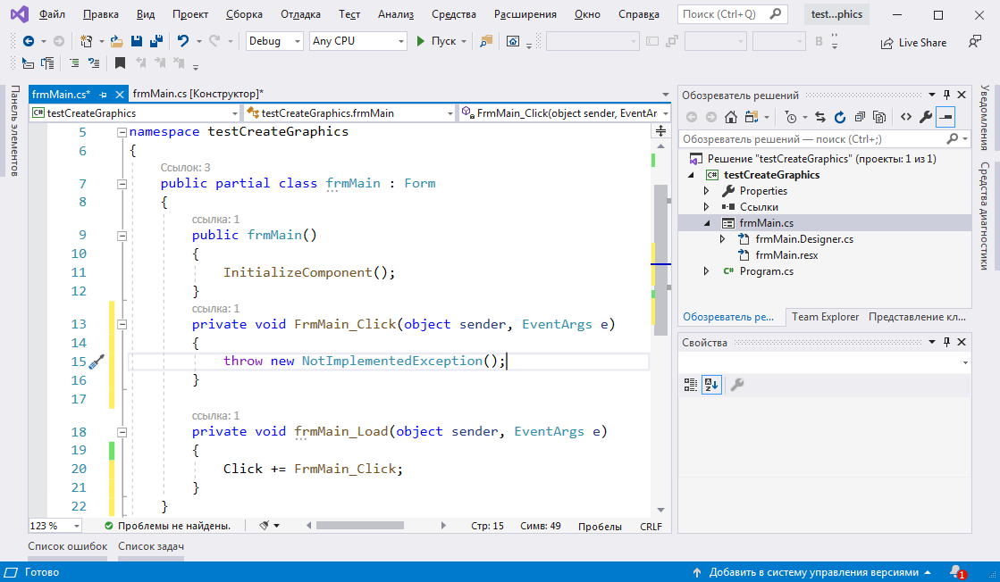 Файл Правка Вид Проект Сборка Отладка Тест Анализ Средства Расширения Окно Справка Поиск (Ctrl+Q) test...phics
Debug Any CPU Пуск Live Share
Панель элементов
frmMain.cs* frmMain.cs [Конструктор]*
testCreateGraphics testCreateGraphics.frmMain FrmMain_Click(object sender, EventAr
5 namespace testCreateGraphics
6 {
Ссылок: 3
7 public partial class frmMain : Form
8 {
ссылка: 1
9 public frmMain()
10 {
11 InitializeComponent();
12 }
ссылка: 1
13 private void FrmMain_Click(object sender, EventArgs e)
14 {
15 throw new NotImplementedException();
16 }
17
ссылка: 1
18 private void frmMain_Load(object sender, EventArgs e)
19 {
20 Click += FrmMain_Click;
21 }
22 }
123 % Проблемы не найдены. Стр: 15 Симв: 49 Пробелы CRLF
Список ошибок Список задач
Обозреватель решений
Обозреватель решений — поиск (Ctrl+;)
Решение "testCreateGraphics" (проекты: 1 из 1)
C# testCreateGraphics
Properties
Ссылки
frmMain.cs
frmMain.Designer.cs
frmMain.resx
C# Program.cs
Обозреватель ре... Team Explorer Представление кл...
Свойства
Уведомления
Средства диагностики
Готово Добавить в систему управления версиями 1